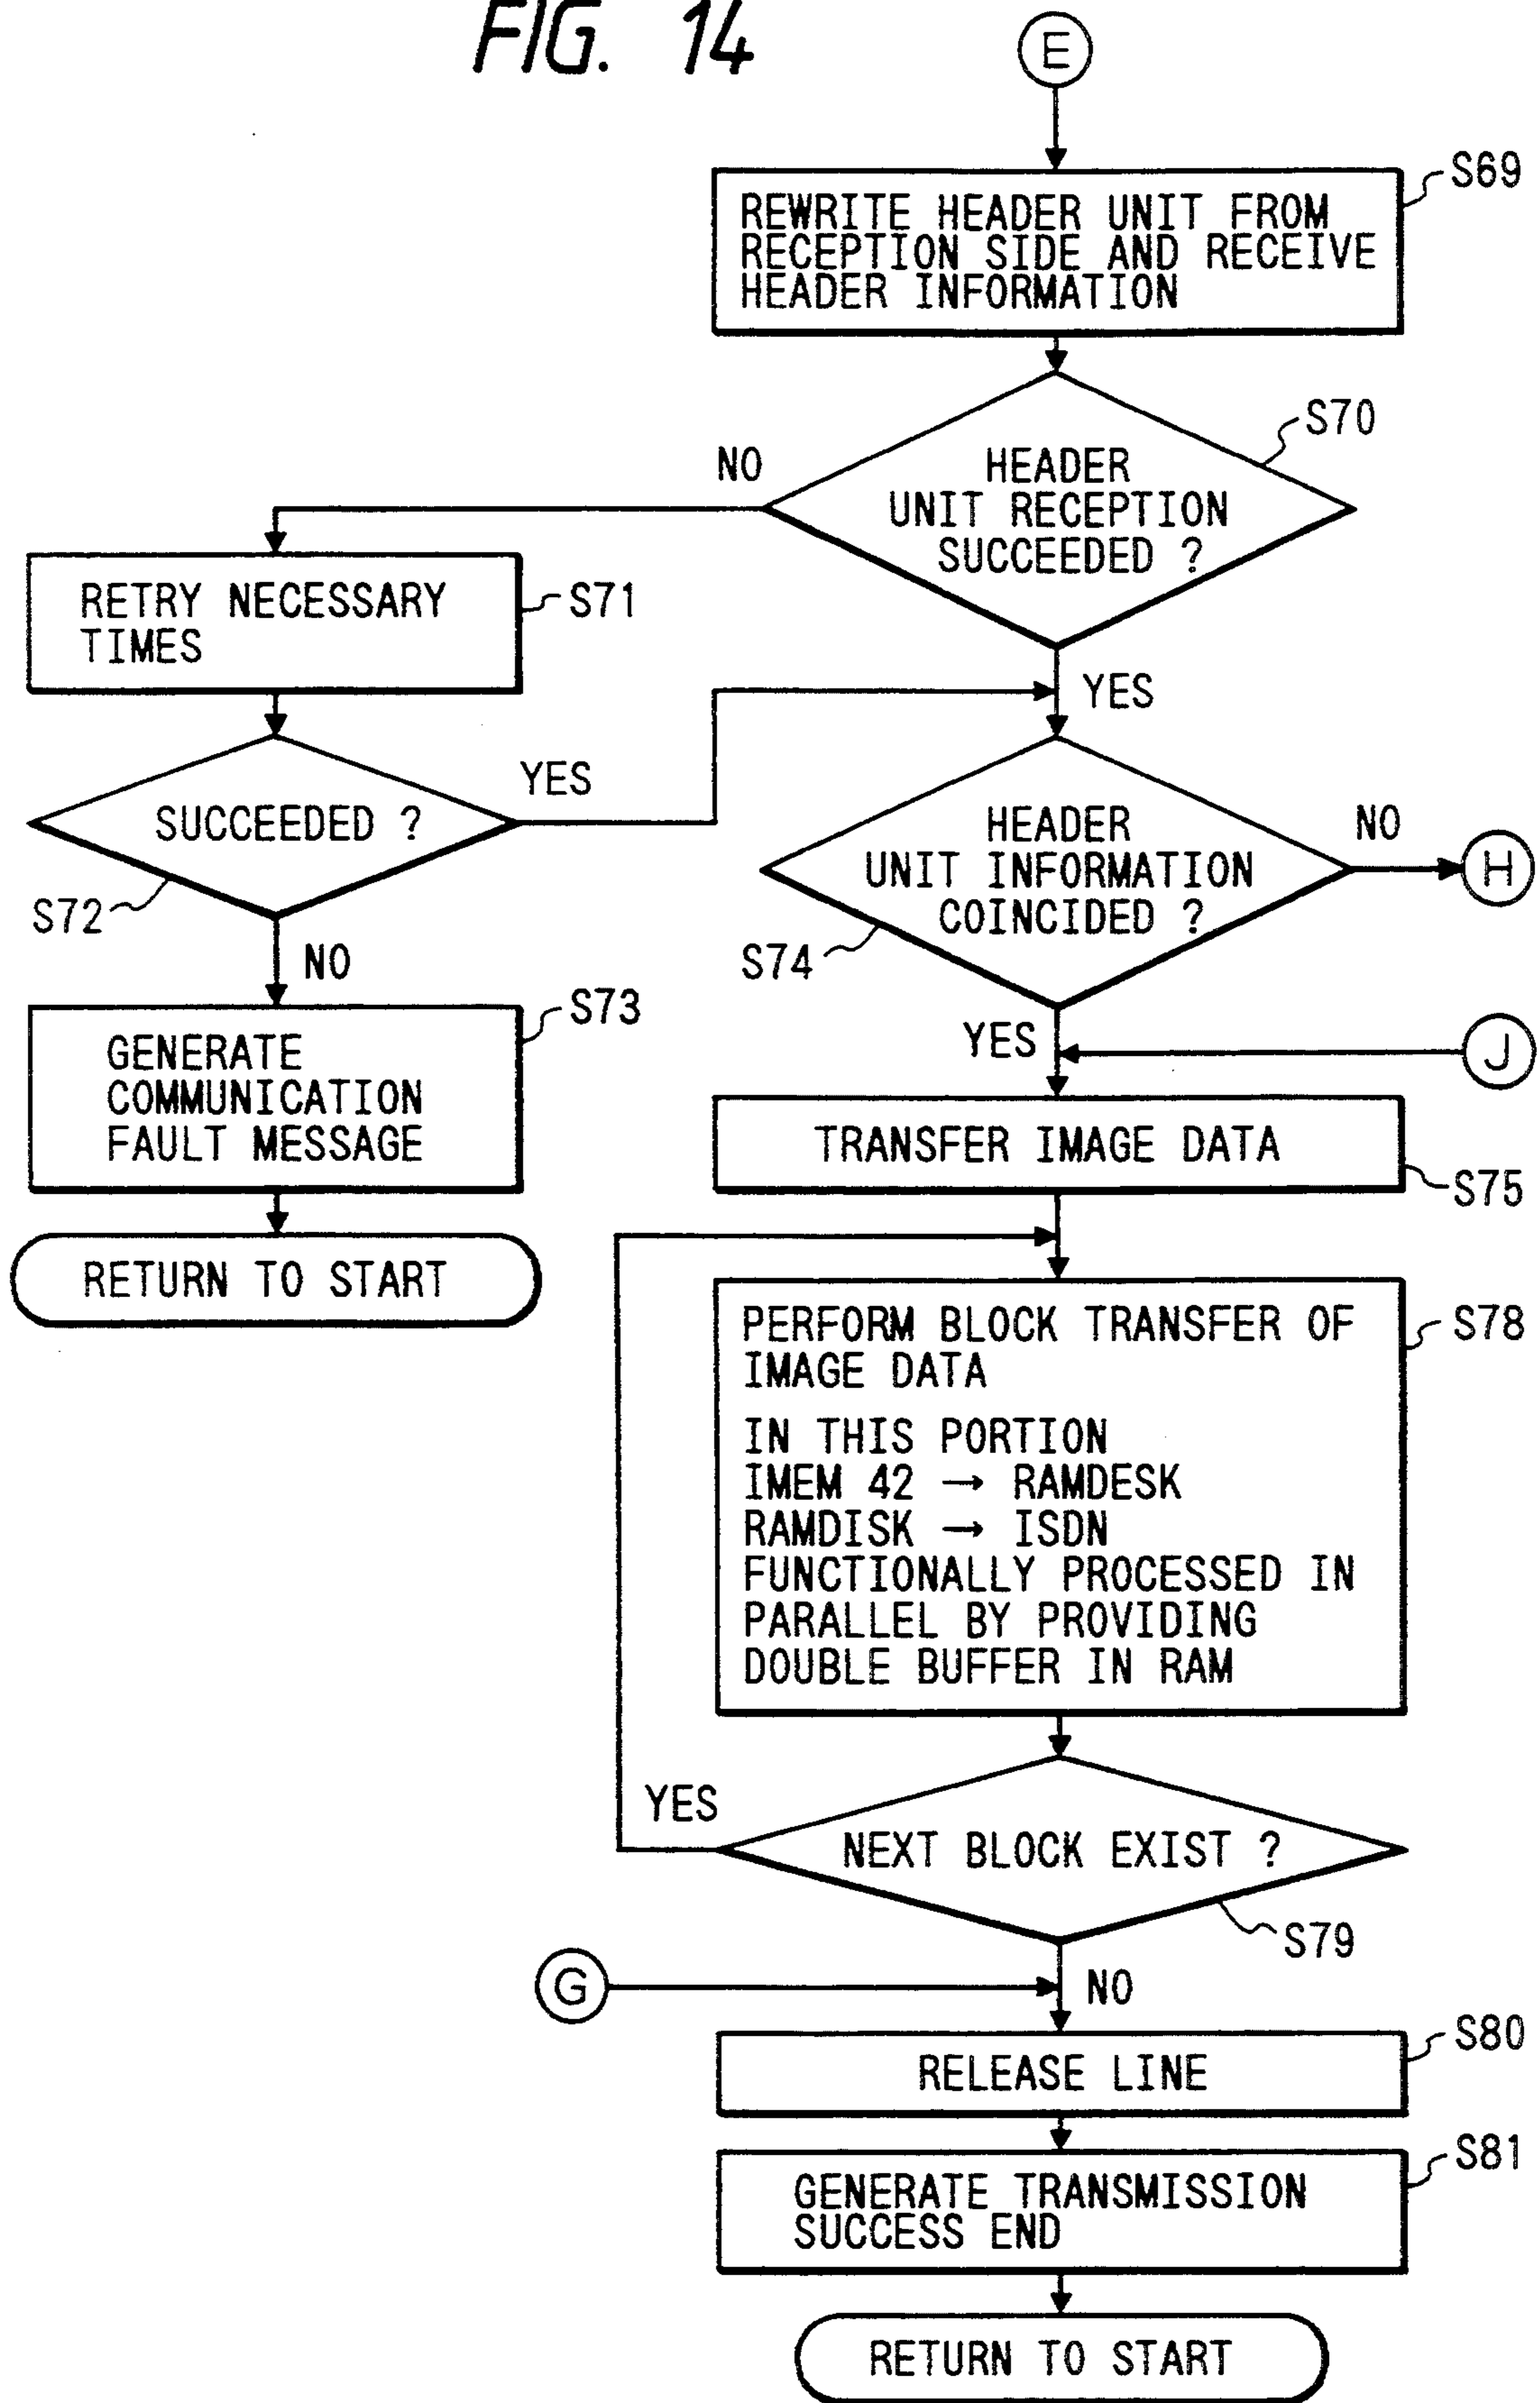 FIG. 14
E
REWRITE HEADER UNIT FROM
RECEPTION SIDE AND RECEIVE
HEADER INFORMATION
S69
HEADER
UNIT RECEPTION
SUCCEEDED ?
S70
NO
YES
RETRY NECESSARY
TIMES
S71
SUCCEEDED ?
YES
S72
NO
GENERATE
COMMUNICATION
FAULT MESSAGE
S73
RETURN TO START
HEADER
UNIT INFORMATION
COINCIDED ?
NO
H
S74
YES
J
TRANSFER IMAGE DATA
S75
PERFORM BLOCK TRANSFER OF
IMAGE DATA
IN THIS PORTION
IMEM 42 → RAMDESK
RAMDISK → ISDN
FUNCTIONALLY PROCESSED IN
PARALLEL BY PROVIDING
DOUBLE BUFFER IN RAM
S78
YES
NEXT BLOCK EXIST ?
S79
G
NO
RELEASE LINE
S80
GENERATE TRANSMISSION
SUCCESS END
S81
RETURN TO START